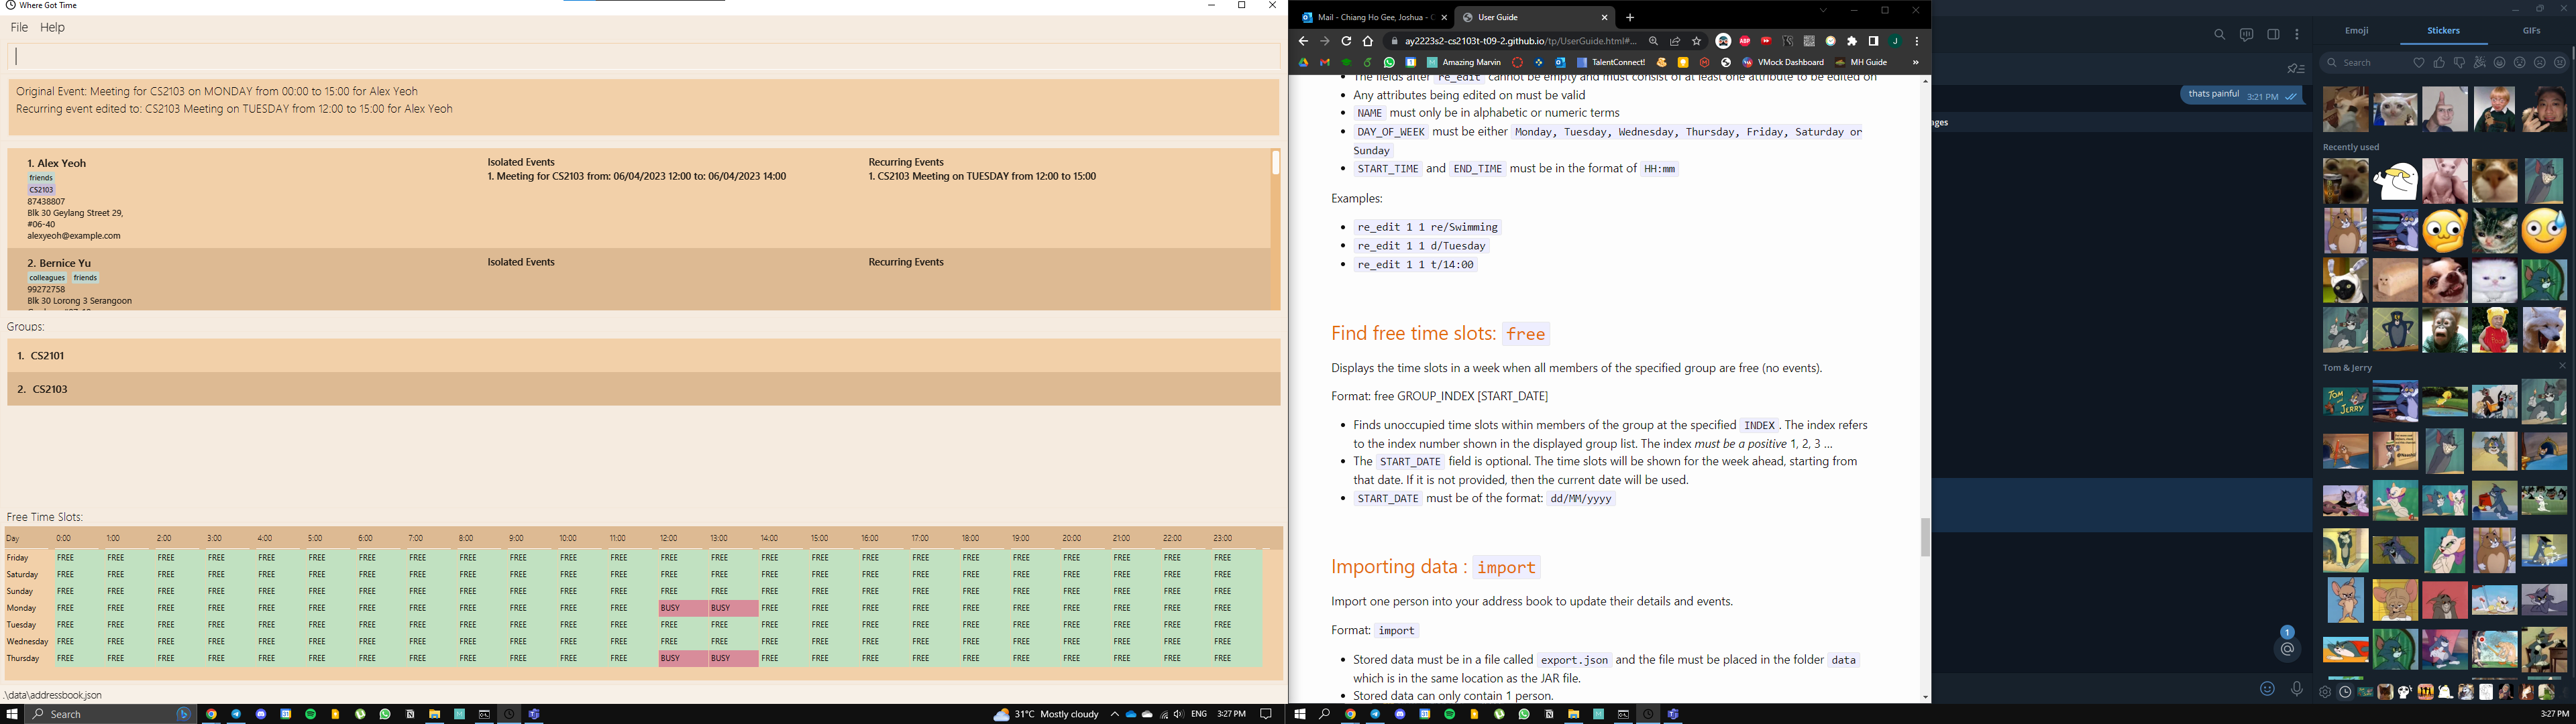 Where Got Time
File Help
Original Event: Meeting for CS2103 on MONDAY from 00:00 to 15:00 for Alex Yeoh
Recurring event edited to: CS2103 Meeting on TUESDAY from 12:00 to 15:00 for Alex Yeoh
1. Alex Yeoh
friends
CS2103
87438807
Blk 30 Geylang Street 29,
#06-40
alexyeoh@example.com
Isolated Events
1. Meeting for CS2103 from: 06/04/2023 12:00 to: 06/04/2023 14:00
Recurring Events
1. CS2103 Meeting on TUESDAY from 12:00 to 15:00
2. Bernice Yu
colleagues friends
99272758
Blk 30 Lorong 3 Serangoon
Isolated Events
Recurring Events
Groups:
1. CS2101
2. CS2103
Free Time Slots:
Day 0:00 1:00 2:00 3:00 4:00 5:00 6:00 7:00 8:00 9:00 10:00 11:00 12:00 13:00 14:00 15:00 16:00 17:00 18:00 19:00 20:00 21:00 22:00 23:00
Friday FREE FREE FREE FREE FREE FREE FREE FREE FREE FREE FREE FREE FREE FREE FREE FREE FREE FREE FREE FREE FREE FREE FREE FREE
Saturday FREE FREE FREE FREE FREE FREE FREE FREE FREE FREE FREE FREE FREE FREE FREE FREE FREE FREE FREE FREE FREE FREE FREE FREE
Sunday FREE FREE FREE FREE FREE FREE FREE FREE FREE FREE FREE FREE FREE FREE FREE FREE FREE FREE FREE FREE FREE FREE FREE FREE
Monday FREE FREE FREE FREE FREE FREE FREE FREE FREE FREE FREE FREE BUSY BUSY FREE FREE FREE FREE FREE FREE FREE FREE FREE FREE
Tuesday FREE FREE FREE FREE FREE FREE FREE FREE FREE FREE FREE FREE FREE FREE FREE FREE FREE FREE FREE FREE FREE FREE FREE FREE
Wednesday FREE FREE FREE FREE FREE FREE FREE FREE FREE FREE FREE FREE FREE FREE FREE FREE FREE FREE FREE FREE FREE FREE FREE FREE
Thursday FREE FREE FREE FREE FREE FREE FREE FREE FREE FREE FREE FREE BUSY BUSY FREE FREE FREE FREE FREE FREE FREE FREE FREE FREE
.\data\addressbook.json
Search
31°C Mostly cloudy
ENG 3:27 PM
Mail - Chiang Ho Gee, Joshua - 
User Guide
ay2223s2-cs2103t-t09-2.github.io/tp/UserGuide.html#...
Amazing Marvin TalentConnect! VMock Dashboard MH Guide
The fields after re_edit cannot be empty and must consist of at least one attribute to be edited on
Any attributes being edited on must be valid
NAME must only be in alphabetic or numeric terms
DAY_OF_WEEK must be either Monday, Tuesday, Wednesday, Thursday, Friday, Saturday or
Sunday
START_TIME and END_TIME must be in the format of HH:mm
Examples:
re_edit 1 1 re/Swimming
re_edit 1 1 d/Tuesday
re_edit 1 1 t/14:00
Find free time slots: free
Displays the time slots in a week when all members of the specified group are free (no events).
Format: free GROUP_INDEX [START_DATE]
Finds unoccupied time slots within members of the group at the specified INDEX. The index refers
to the index number shown in the displayed group list. The index must be a positive 1, 2, 3 ...
The START_DATE field is optional. The time slots will be shown for the week ahead, starting from
that date. If it is not provided, then the current date will be used.
START_DATE must be of the format: dd/MM/yyyy
Importing data : import
Import one person into your address book to update their details and events.
Format: import
Stored data must be in a file called export.json and the file must be placed in the folder data
which is in the same location as the JAR file.
Stored data can only contain 1 person.
thats painful 3:21 PM
ages
1
Emoji Stickers GIFs
Search
Recently used
Tom & Jerry
TOM and JERRY
3:27 PM